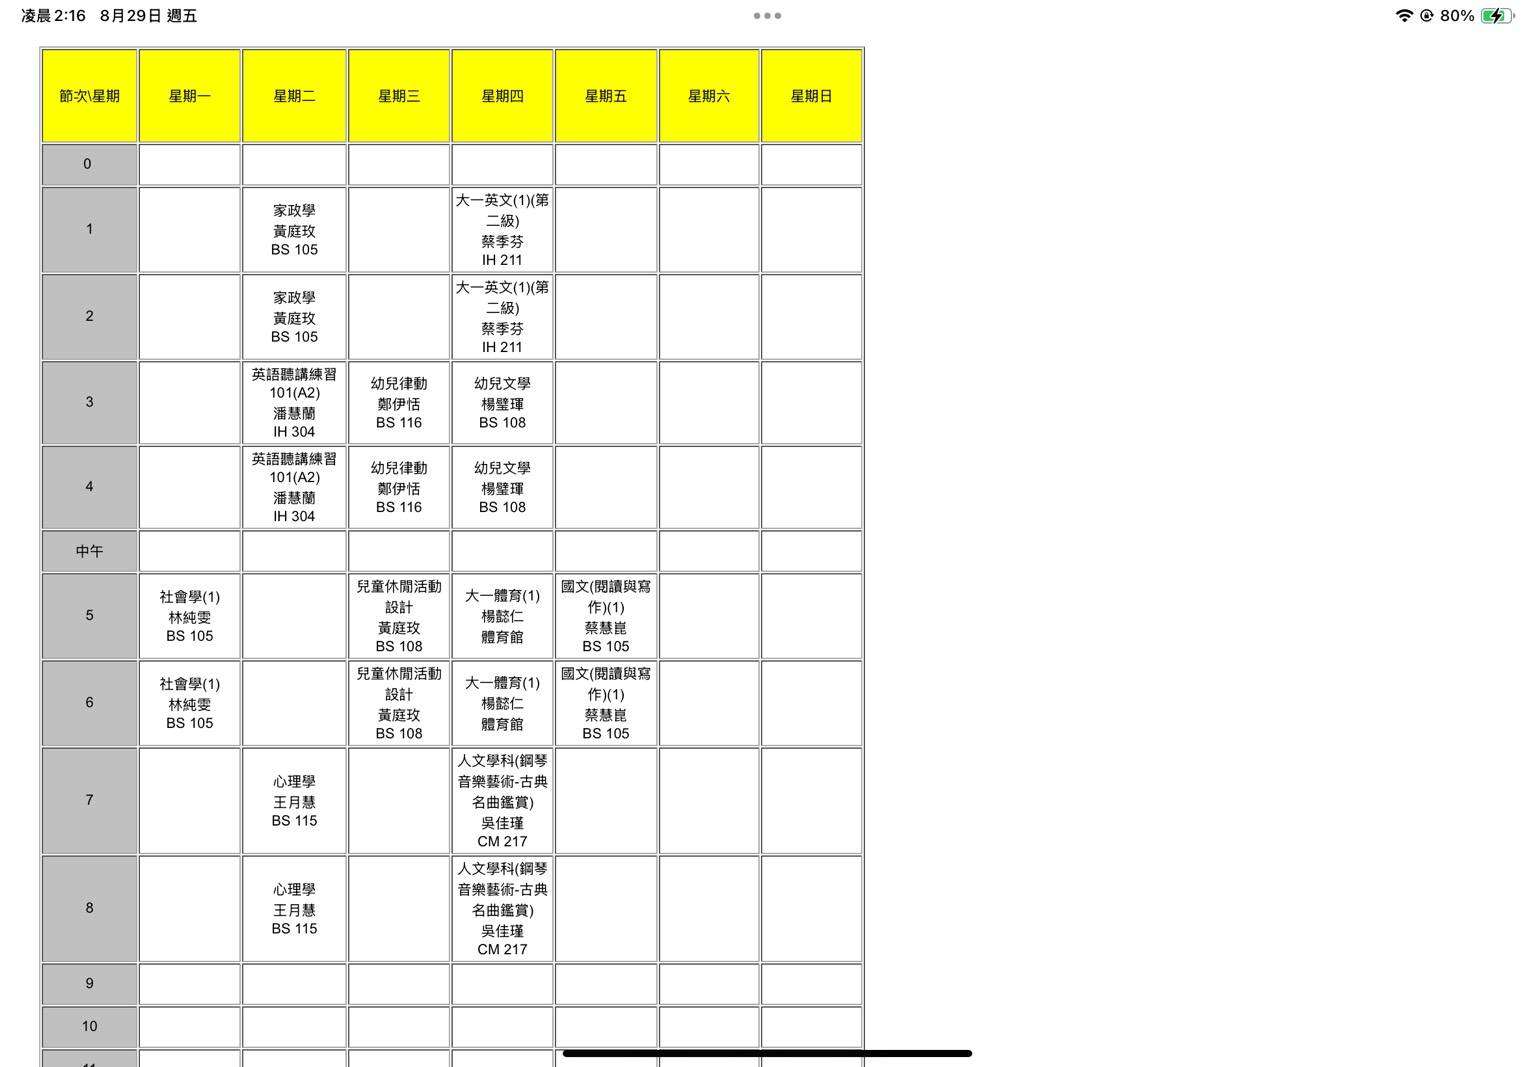 凌晨2:16 8月29日 週五
80%
節次\星期 星期一 星期二 星期三 星期四 星期五 星期六 星期日
0
1
家政學
黃庭玫
BS 105
大一英文(1)(第
二級)
蔡季芬
IH 211
2
家政學
黃庭玫
BS 105
大一英文(1)(第
二級)
蔡季芬
IH 211
3
英語聽講練習
101(A2)
潘慧蘭
IH 304
幼兒律動
鄭伊恬
BS 116
幼兒文學
楊璧琿
BS 108
4
英語聽講練習
101(A2)
潘慧蘭
IH 304
幼兒律動
鄭伊恬
BS 116
幼兒文學
楊璧琿
BS 108
中午
5
社會學(1)
林純雯
BS 105
兒童休閒活動
設計
黃庭玫
BS 108
大一體育(1)
楊懿仁
體育館
國文(閱讀與寫
作)(1)
蔡慧崑
BS 105
6
社會學(1)
林純雯
BS 105
兒童休閒活動
設計
黃庭玫
BS 108
大一體育(1)
楊懿仁
體育館
國文(閱讀與寫
作)(1)
蔡慧崑
BS 105
7
心理學
王月慧
BS 115
人文學科(鋼琴
音樂藝術-古典
名曲鑑賞)
吳佳瑾
CM 217
8
心理學
王月慧
BS 115
人文學科(鋼琴
音樂藝術-古典
名曲鑑賞)
吳佳瑾
CM 217
9
10
11